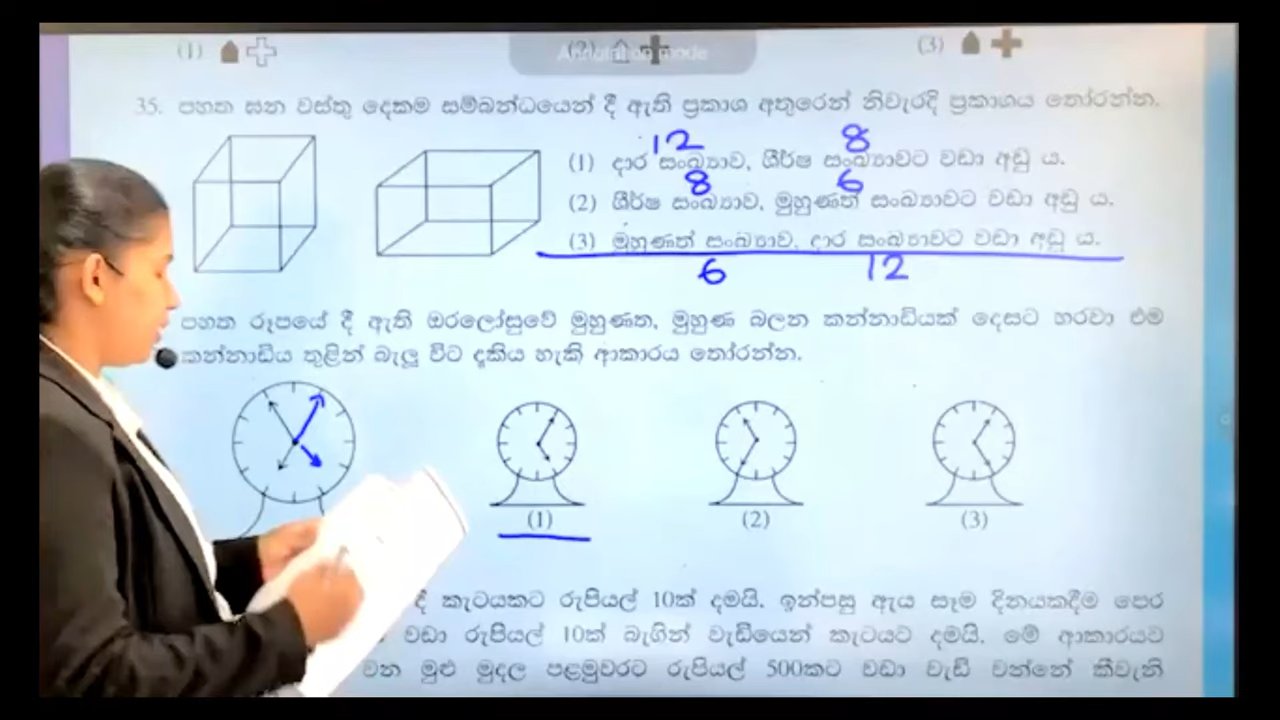 (1) (2) (3)
Annotation mode
35. පහත ඝන වස්තු දෙකම සම්බන්ධයෙන් දී ඇති ප්‍රකාශ අතුරෙන් නිවැරදි ප්‍රකාශය තෝරන්න.
12 8
(1) දාර සංඛ්‍යාව, ශීර්ෂ සංඛ්‍යාවට වඩා අඩු ය.
8 6
(2) ශීර්ෂ සංඛ්‍යාව, මුහුණත් සංඛ්‍යාවට වඩා අඩු ය.
(3) මුහුණත් සංඛ්‍යාව, දාර සංඛ්‍යාවට වඩා අඩු ය.
6 12
පහත රූපයේ දී ඇති ඔරලෝසුවේ මුහුණත, මුහුණ බලන කන්නාඩියක් දෙසට හරවා එම
කන්නාඩිය තුළින් බැලූ විට දැකිය හැකි ආකාරය තෝරන්න.
(1) (2) (3)
දී කැටයකට රුපියල් 10ක් දමයි. ඉන්පසු ඇය සෑම දිනයකදීම පෙර
වඩා රුපියල් 10ක් බැගින් වැඩියෙන් කැටයට දමයි. මේ ආකාරයට
වන මුළු මුදල පළමුවරට රුපියල් 500කට වඩා වැඩි වන්නේ කීවැනි